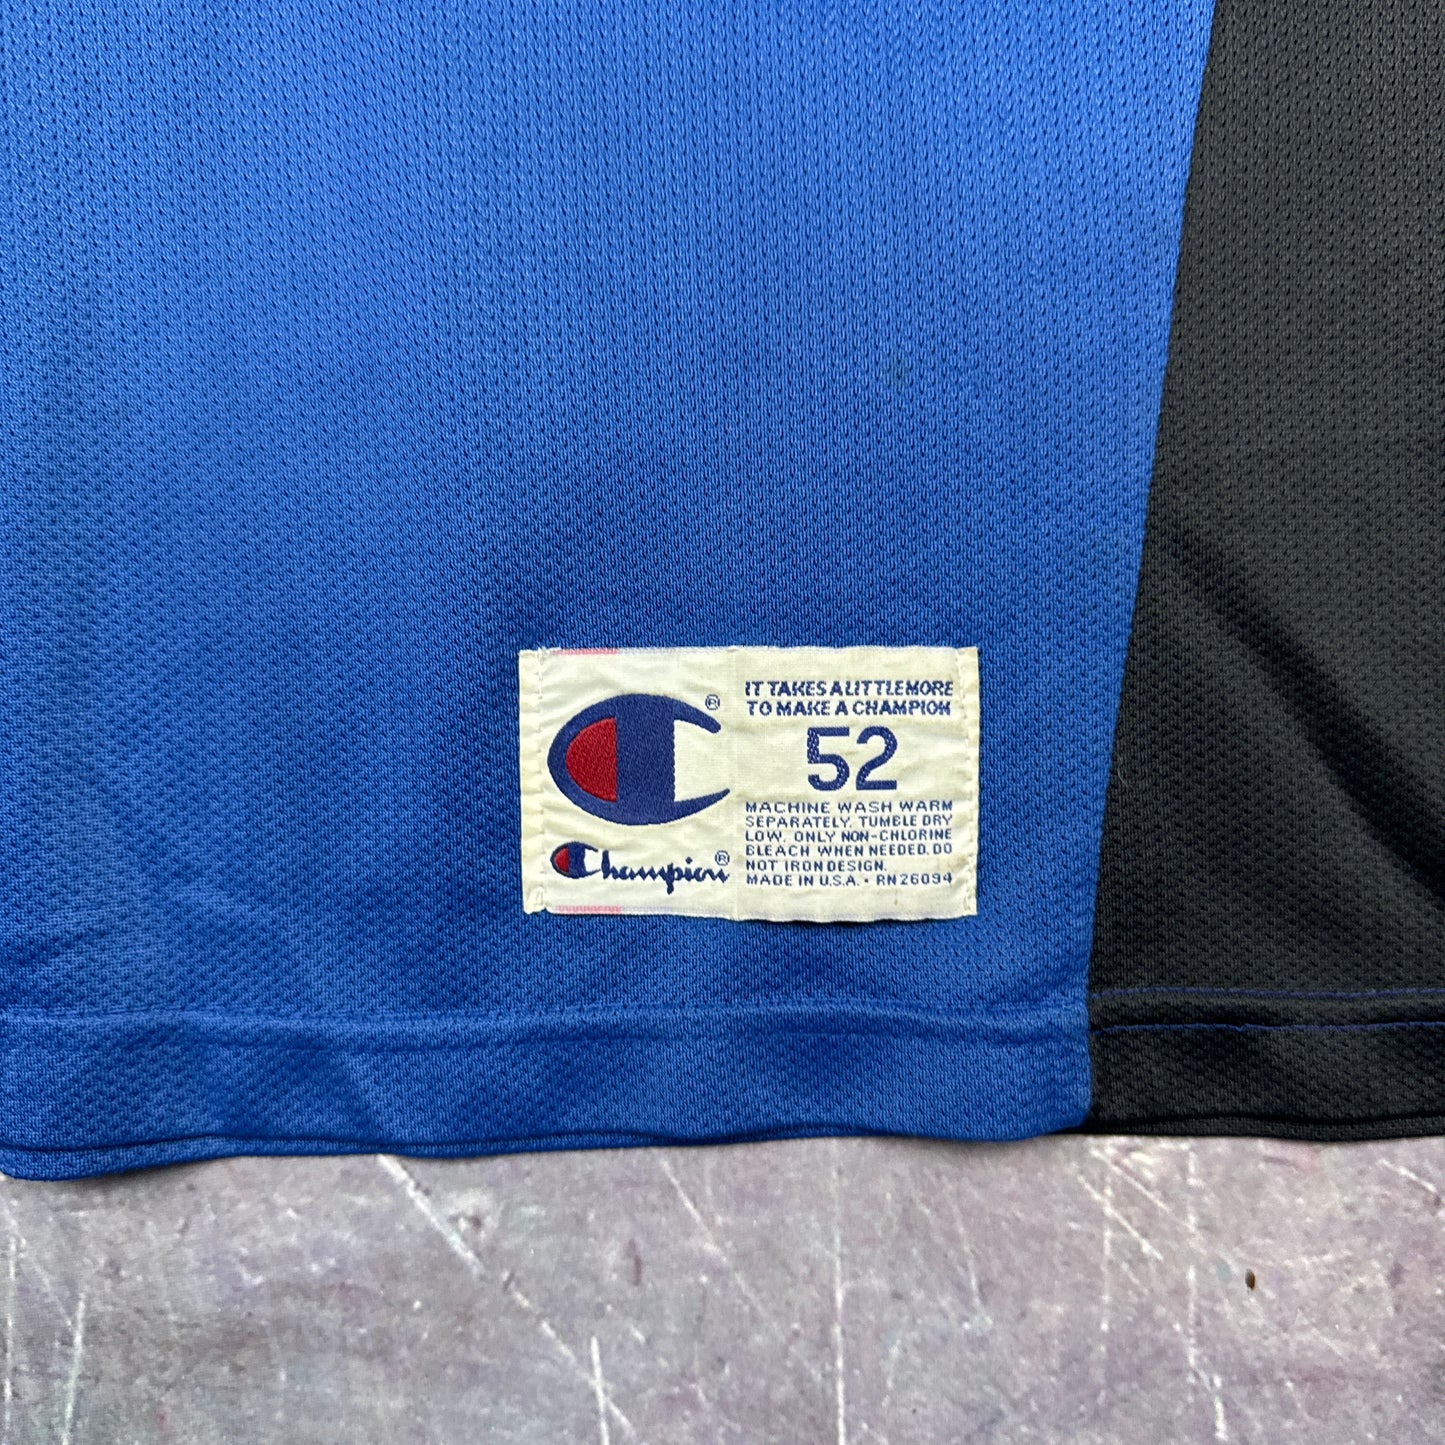 IT TAKES A LITTLE MORE
TO MAKE A CHAMPION
52
MACHINE WASH WARM
SEPARATELY. TUMBLE DRY
LOW. ONLY NON-CHLORINE
BLEACH WHEN NEEDED. DO
NOT IRON DESIGN.
MADE IN U.S.A. • RN26094
®
Champion®